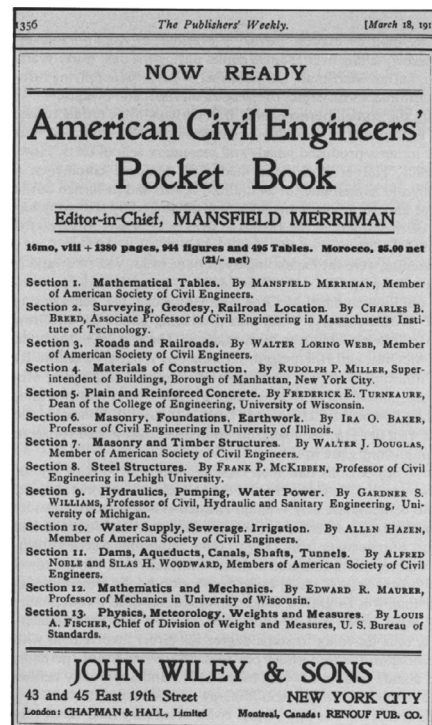 1356 The Publishers' Weekly. [March 18, 191
NOW READY
American Civil Engineers'
Pocket Book
Editor-in-Chief, MANSFIELD MERRIMAN
16mo, viii + 1380 pages, 944 figures and 495 Tables. Morocco, $5.00 net
(21/- net)
Section 1. Mathematical Tables. By MANSFIELD MERRIMAN, Member
of American Society of Civil Engineers.
Section 2. Surveying, Geodesy, Railroad Location. By CHARLES B.
BREED, Associate Professor of Civil Engineering in Massachusetts Insti-
tute of Technology.
Section 3. Roads and Railroads. By WALTER LORING WEBB, Member
of American Society of Civil Engineers.
Section 4. Materials of Construction. By RUDOLPH P. MILLER, Super-
intendent of Buildings, Borough of Manhattan, New York City.
Section 5. Plain and Reinforced Concrete. By FREDERICK E. TURNEAURE,
Dean of the College of Engineering, University of Wisconsin.
Section 6. Masonry, Foundations, Earthwork. By IRA O. BAKER,
Professor of Civil Engineering in University of Illinois.
Section 7. Masonry and Timber Structures. By WALTER J. DOUGLAS,
Member of American Society of Civil Engineers.
Section 8. Steel Structures. By FRANK P. MCKIBBEN, Professor of Civil
Engineering in Lehigh University.
Section 9. Hydraulics, Pumping, Water Power. By GARDNER S.
WILLIAMS, Professor of Civil, Hydraulic and Sanitary Engineering, Uni-
versity of Michigan.
Section 10. Water Supply, Sewerage, Irrigation. By ALLEN HAZEN,
Member of American Society of Civil Engineers.
Section 11. Dams, Aqueducts, Canals, Shafts, Tunnels. By ALFRED
NOBLE and SILAS H. WOODWARD, Members of American Society of Civil
Engineers.
Section 12. Mathematics and Mechanics. By EDWARD R. MAURER,
Professor of Mechanics in University of Wisconsin.
Section 13. Physics, Meteorology, Weights and Measures. By LOUIS
A. FISCHER, Chief of Division of Weight and Measures, U. S. Bureau of
Standards.
JOHN WILEY & SONS
43 and 45 East 19th Street NEW YORK CITY
London: CHAPMAN & HALL, Limited Montreal, Canada: RENOUF PUB. CO.